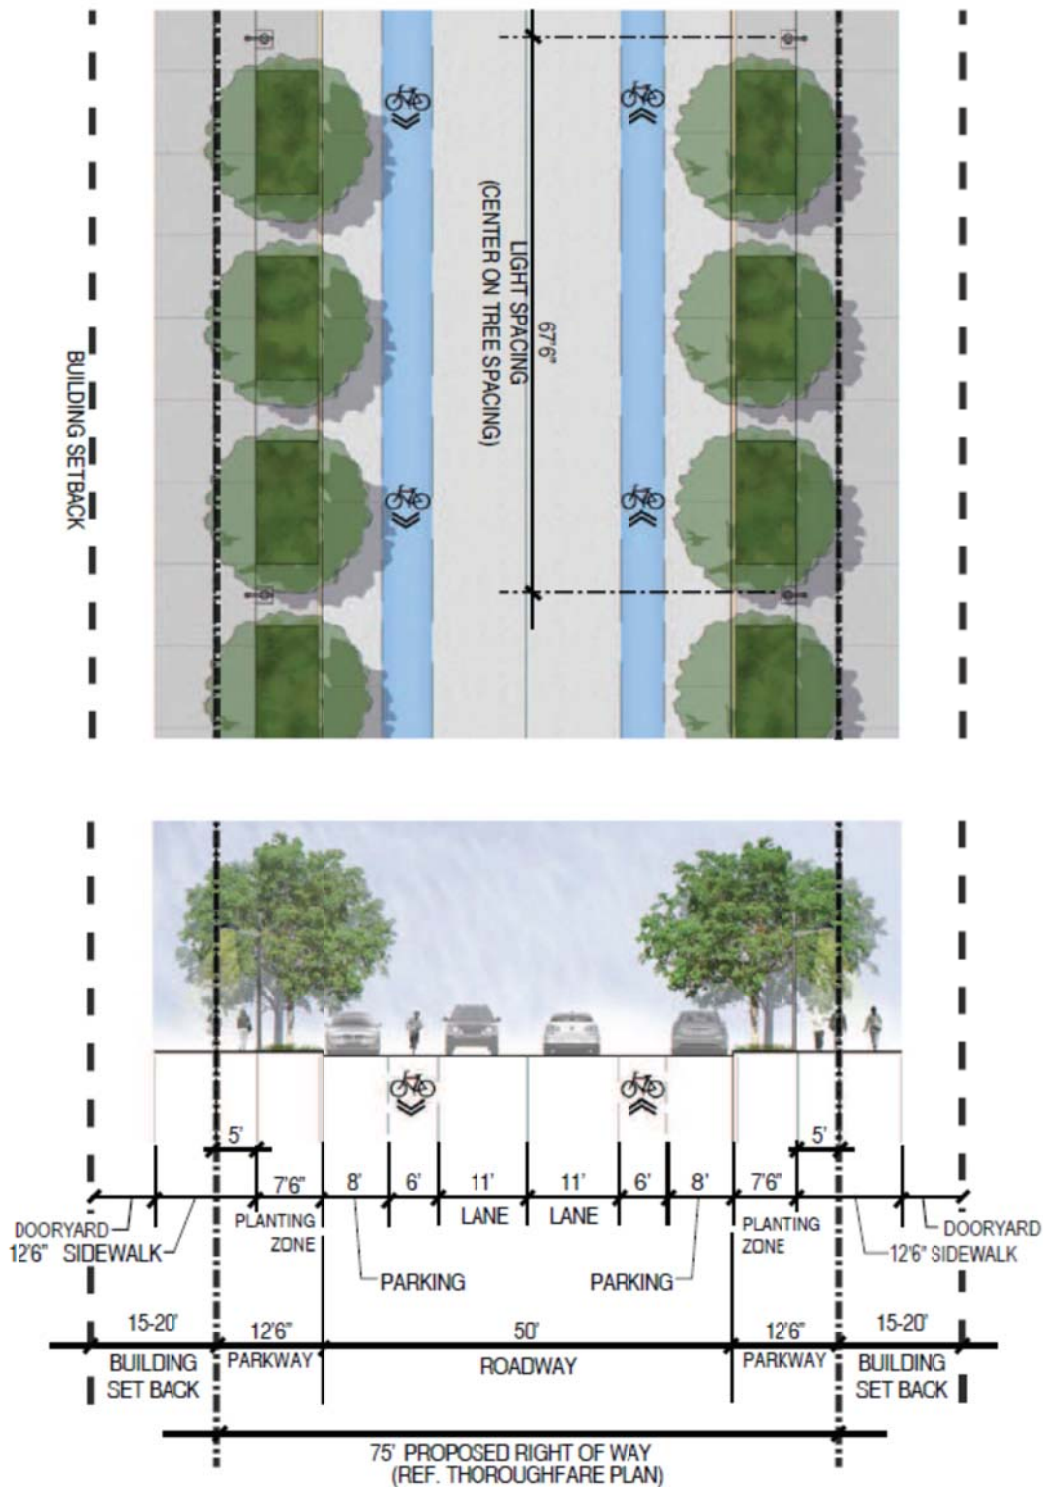 BUILDING SETBACK
LIGHT SPACING
(CENTER ON TREE SPACING)
67'6"
5'
5'
7'6"
8'
6'
11'
11'
6'
8'
7'6"
PLANTING
ZONE
LANE
LANE
PLANTING
ZONE
DOORYARD
12'6" SIDEWALK
DOORYARD
12'6" SIDEWALK
PARKING
PARKING
15-20'
12'6"
50'
12'6"
15-20'
BUILDING
SET BACK
PARKWAY
ROADWAY
PARKWAY
BUILDING
SET BACK
75' PROPOSED RIGHT OF WAY
(REF. THOROUGHFARE PLAN)